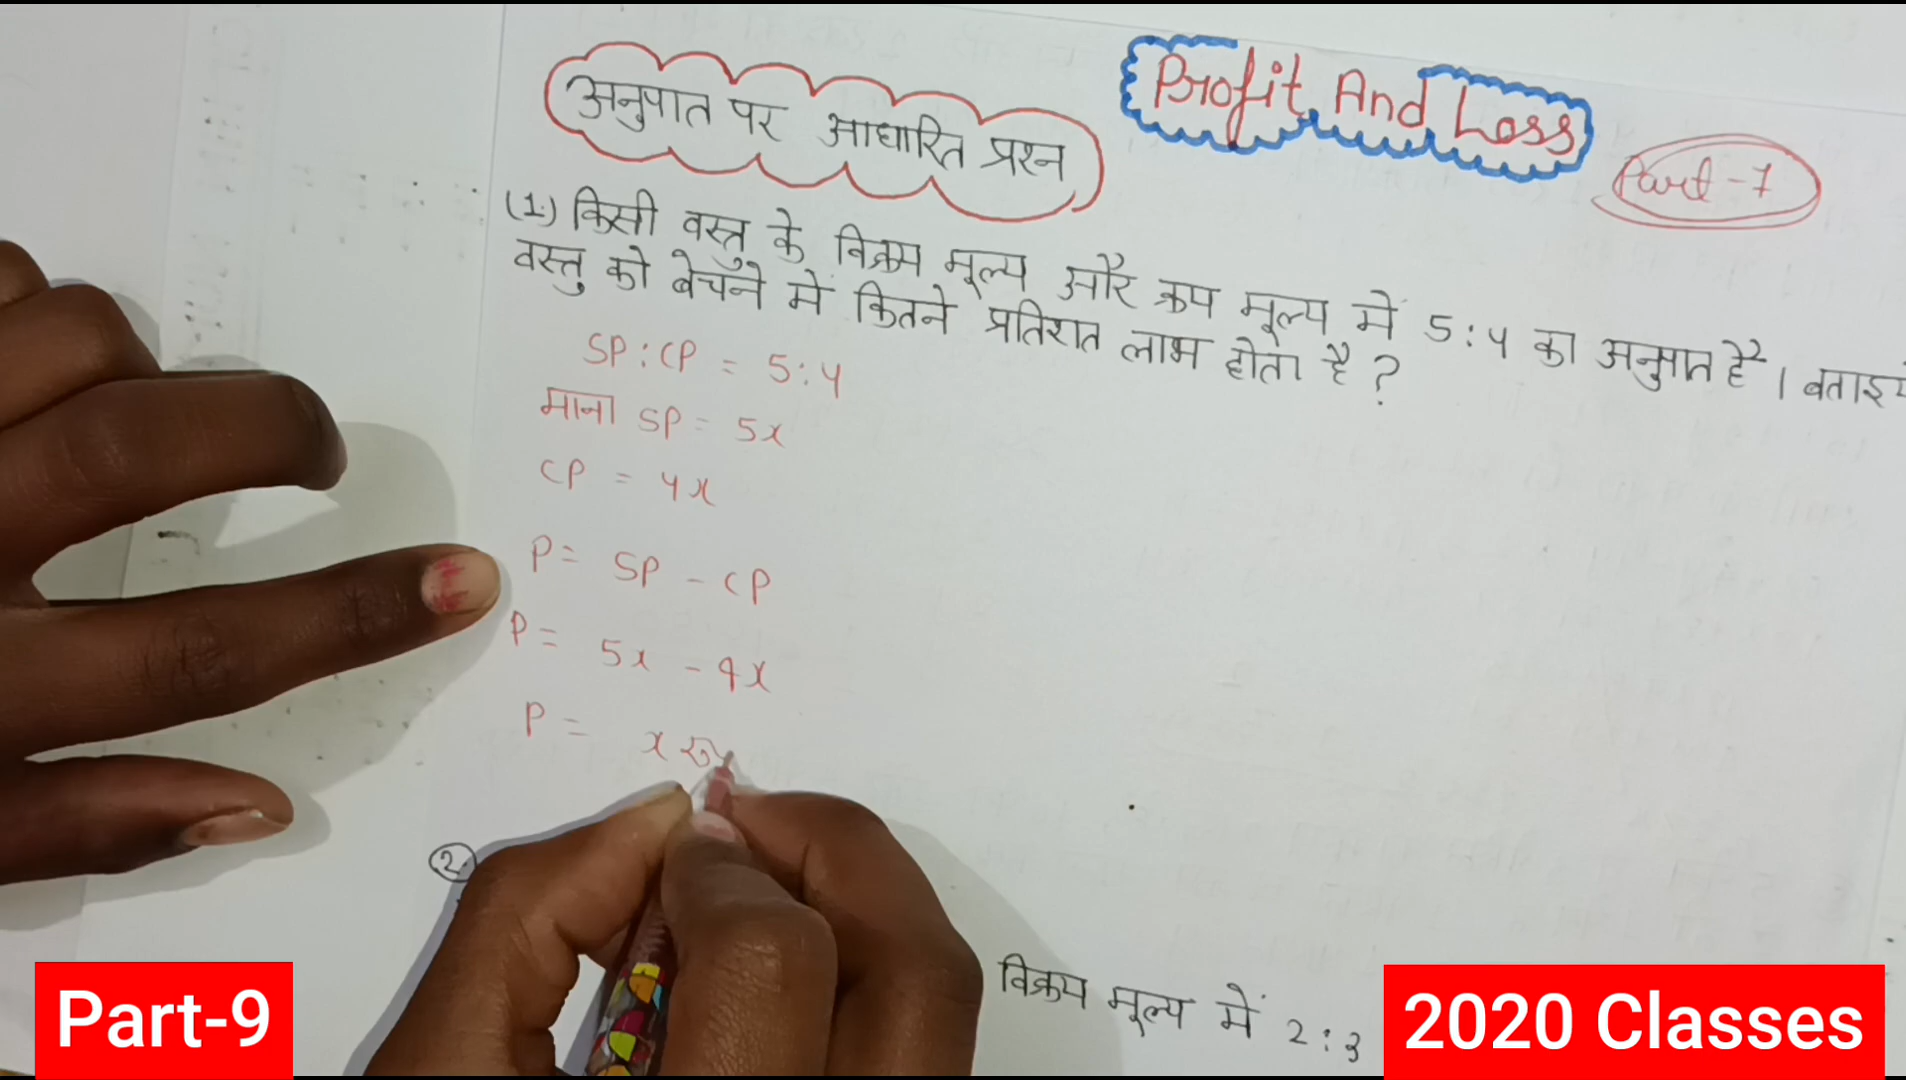 अनुपात पर आधारित प्रश्न
Profit And Loss
Part-7
(1.) किसी वस्तु के विक्रय मूल्य और क्रय मूल्य में 5:4 का अनुपात है। बताइये
वस्तु को बेचने में कितने प्रतिशत लाभ होता है?
SP:CP = 5:4
माना SP = 5x
CP = 4x
P = SP - CP
P = 5x - 4x
P = x
2.
विक्रय मूल्य में 2:3
Part-9
2020 Classes